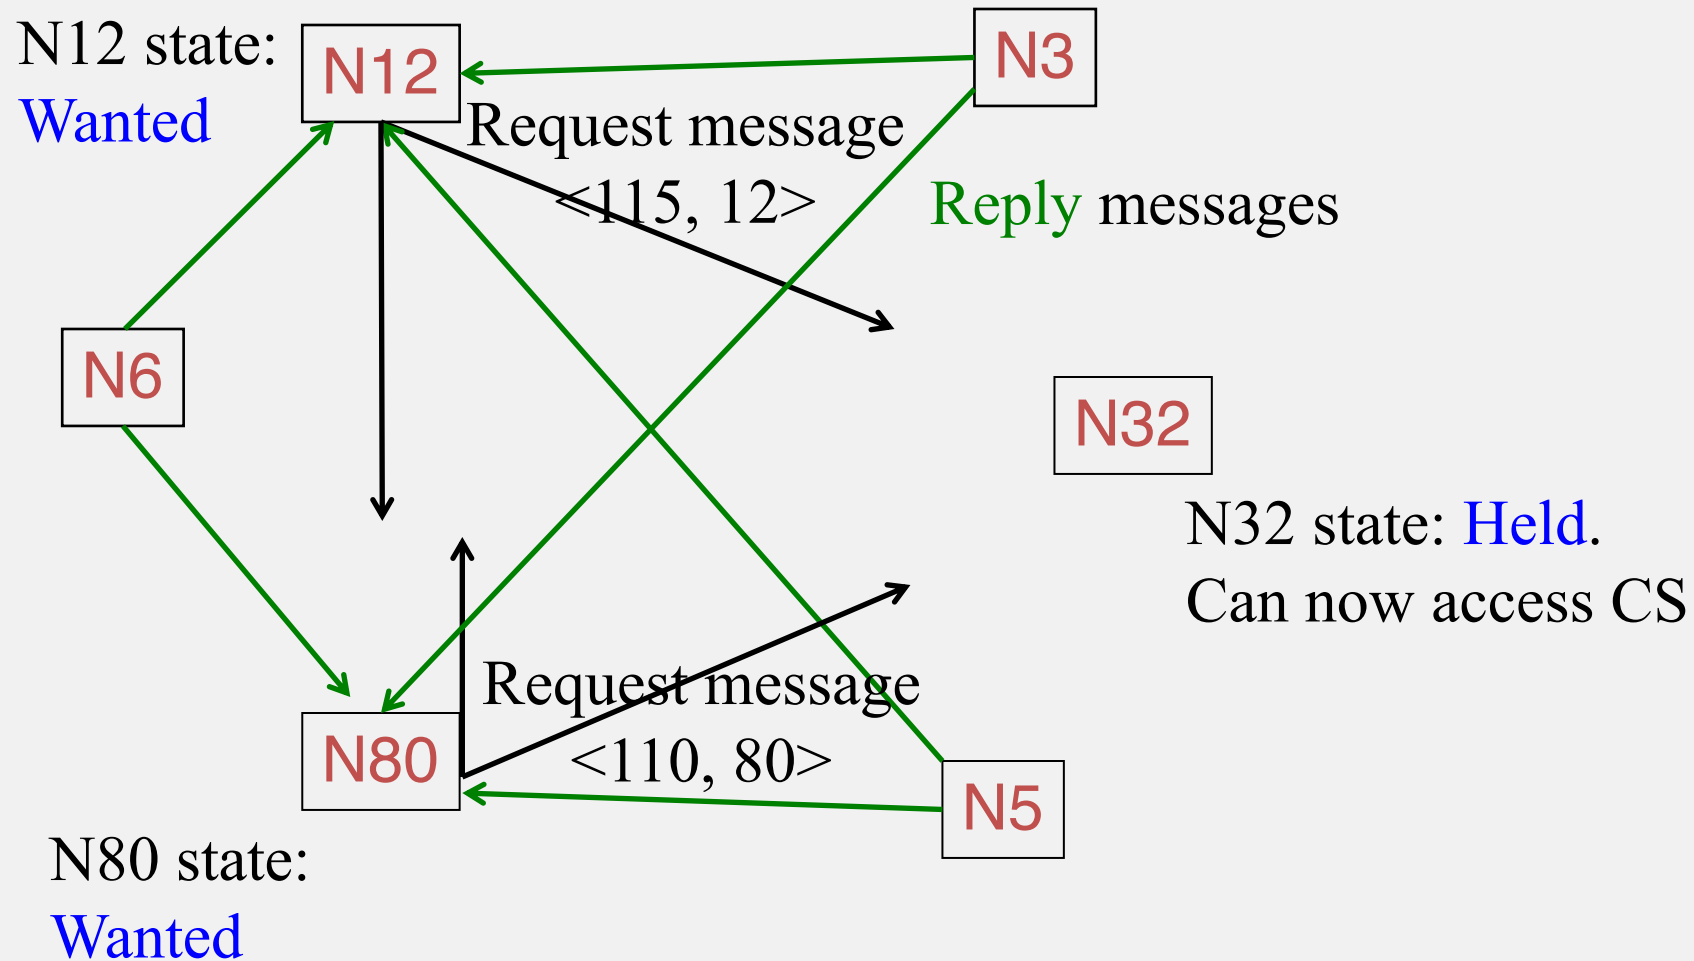 N12 state:
Wanted
N12
N3
Request message
<115, 12>
Reply messages
N6
N32
N32 state: Held.
Can now access CS
Request message
<110, 80>
N80
N5
N80 state:
Wanted